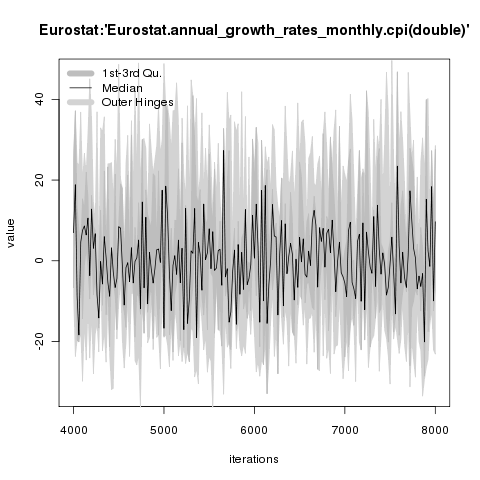 Eurostat:'Eurostat.annual_growth_rates_monthly.cpi(double)'
1st-3rd Qu.
Median
Outer Hinges
value
40
20
0
-20
4000 5000 6000 7000 8000
iterations